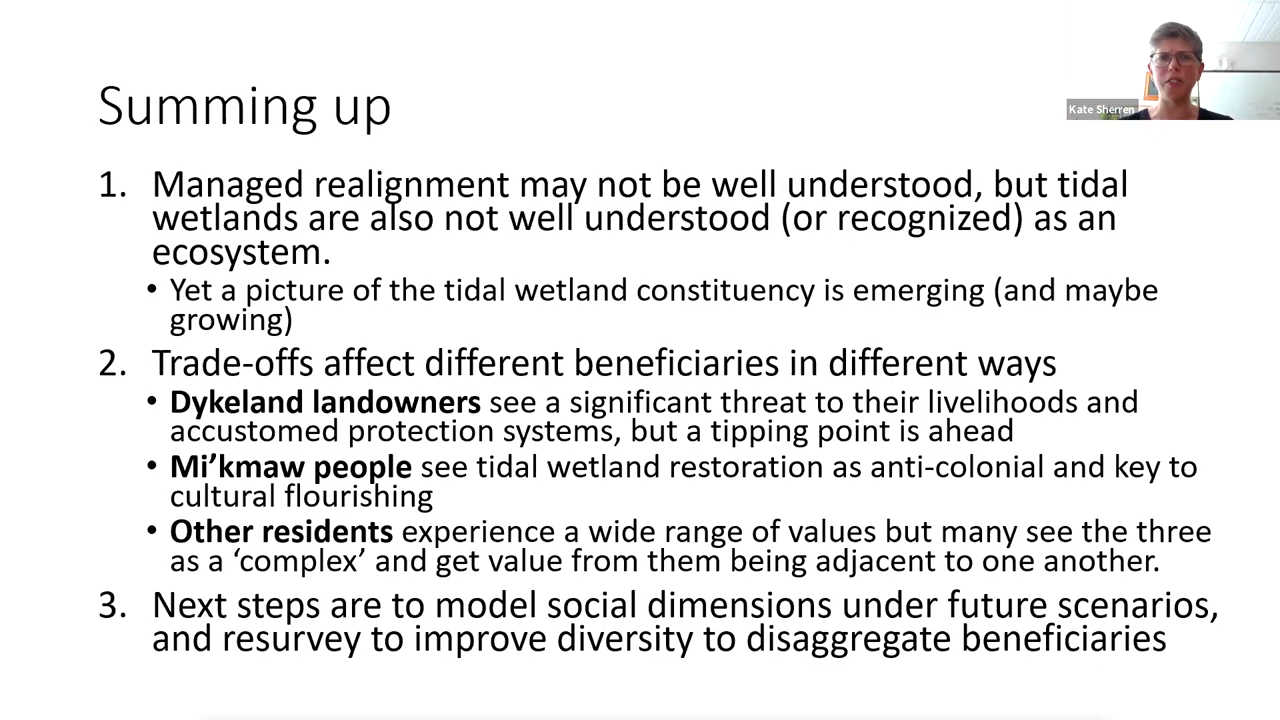 Kate Sherren
Summing up
1. Managed realignment may not be well understood, but tidal
wetlands are also not well understood (or recognized) as an
ecosystem.
• Yet a picture of the tidal wetland constituency is emerging (and maybe
growing)
2. Trade-offs affect different beneficiaries in different ways
• Dykeland landowners see a significant threat to their livelihoods and
accustomed protection systems, but a tipping point is ahead
• Mi’kmaw people see tidal wetland restoration as anti-colonial and key to
cultural flourishing
• Other residents experience a wide range of values but many see the three
as a ‘complex’ and get value from them being adjacent to one another.
3. Next steps are to model social dimensions under future scenarios,
and resurvey to improve diversity to disaggregate beneficiaries